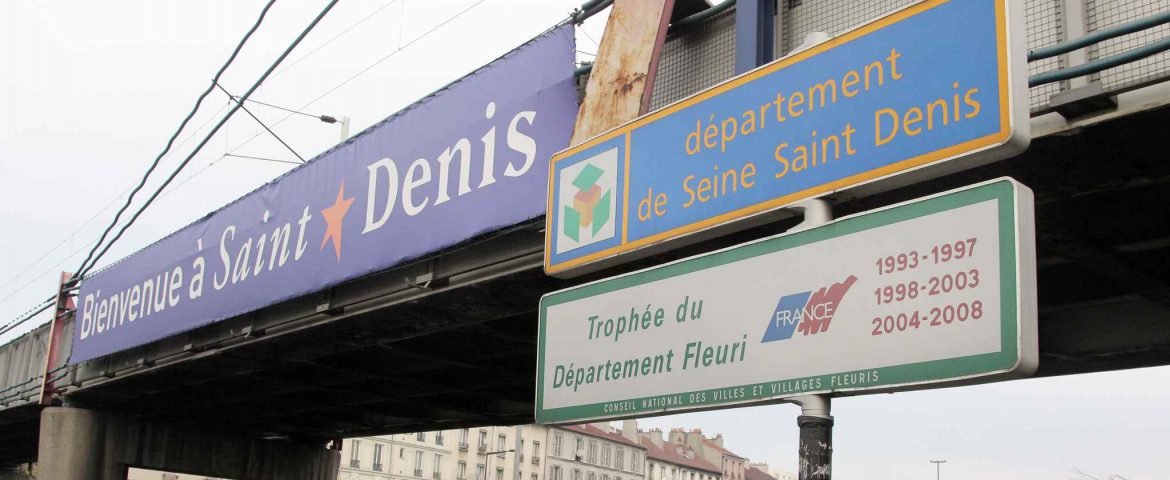 Bienvenue à Saint Denis
département
de Seine Saint Denis
Trophée du
Département Fleuri
FRANCE
1993-1997
1998-2003
2004-2008
CONSEIL NATIONAL DES VILLES ET VILLAGES FLEURIS